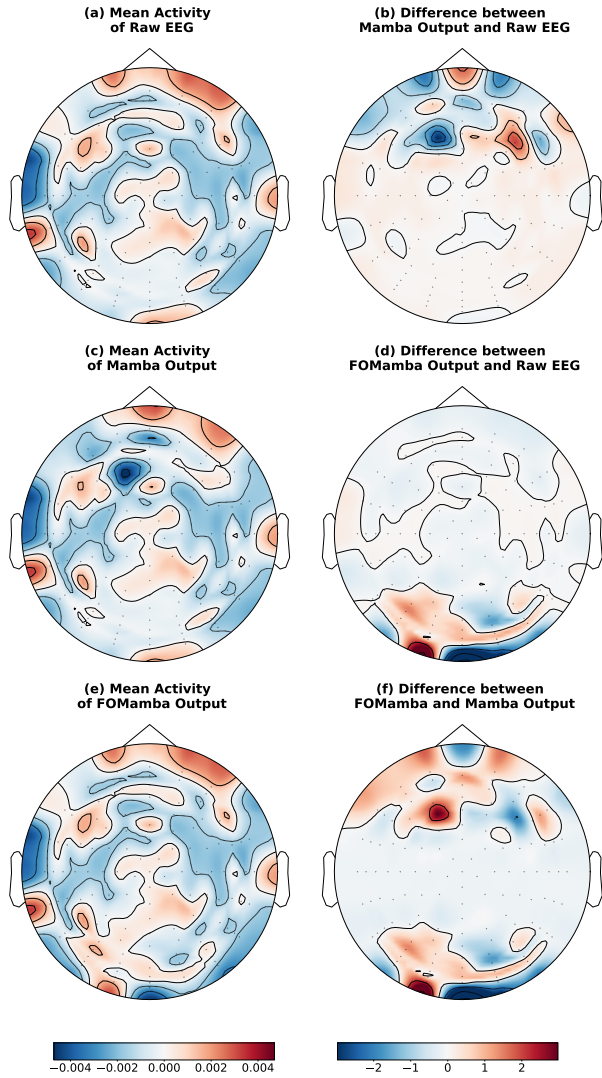 (a) Mean Activity
of Raw EEG
(b) Difference between
Mamba Output and Raw EEG
(c) Mean Activity
of Mamba Output
(d) Difference between
FOMamba Output and Raw EEG
(e) Mean Activity
of FOMamba Output
(f) Difference between
FOMamba and Mamba Output
−0.004 −0.002 0.000 0.002 0.004
−2 −1 0 1 2